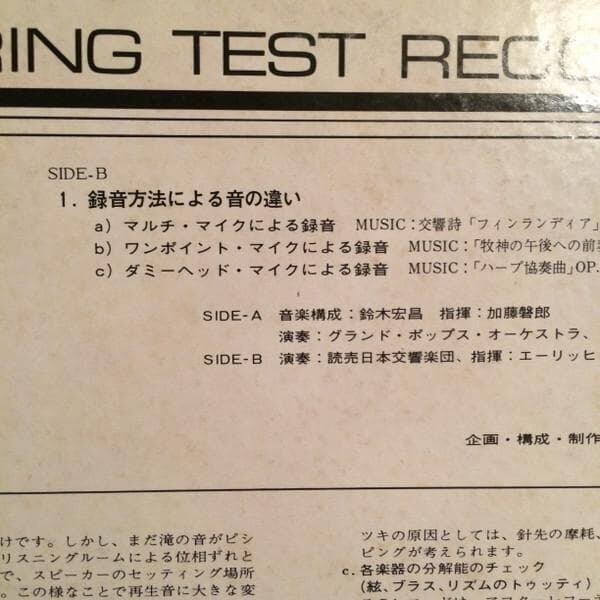 RING TEST RECO
SIDE-B
1. 録音方法による音の違い
a) マルチ・マイクによる録音 MUSIC：交響詩「フィンランディア」
b) ワンポイント・マイクによる録音 MUSIC：「牧神の午後への前奏
c) ダミーヘッド・マイクによる録音 MUSIC：「ハープ協奏曲」OP.
SIDE-A 音楽構成：鈴木宏昌 指揮：加藤磐郎
演奏：グランド・ポップス・オーケストラ、
SIDE-B 演奏：読売日本交響楽団、指揮：エーリッヒ
企画・構成・制作
けです。しかし、まだ滝の音がビシ
リスニングルームによる位相ずれと
で、スピーカーのセッティング場所
。この様なことで再生音に大きな変
ツキの原因としては、針先の摩耗、
ピングが考えられます。
c. 各楽器の分解能のチェック
(絃、ブラス、リズムのトゥッティ)